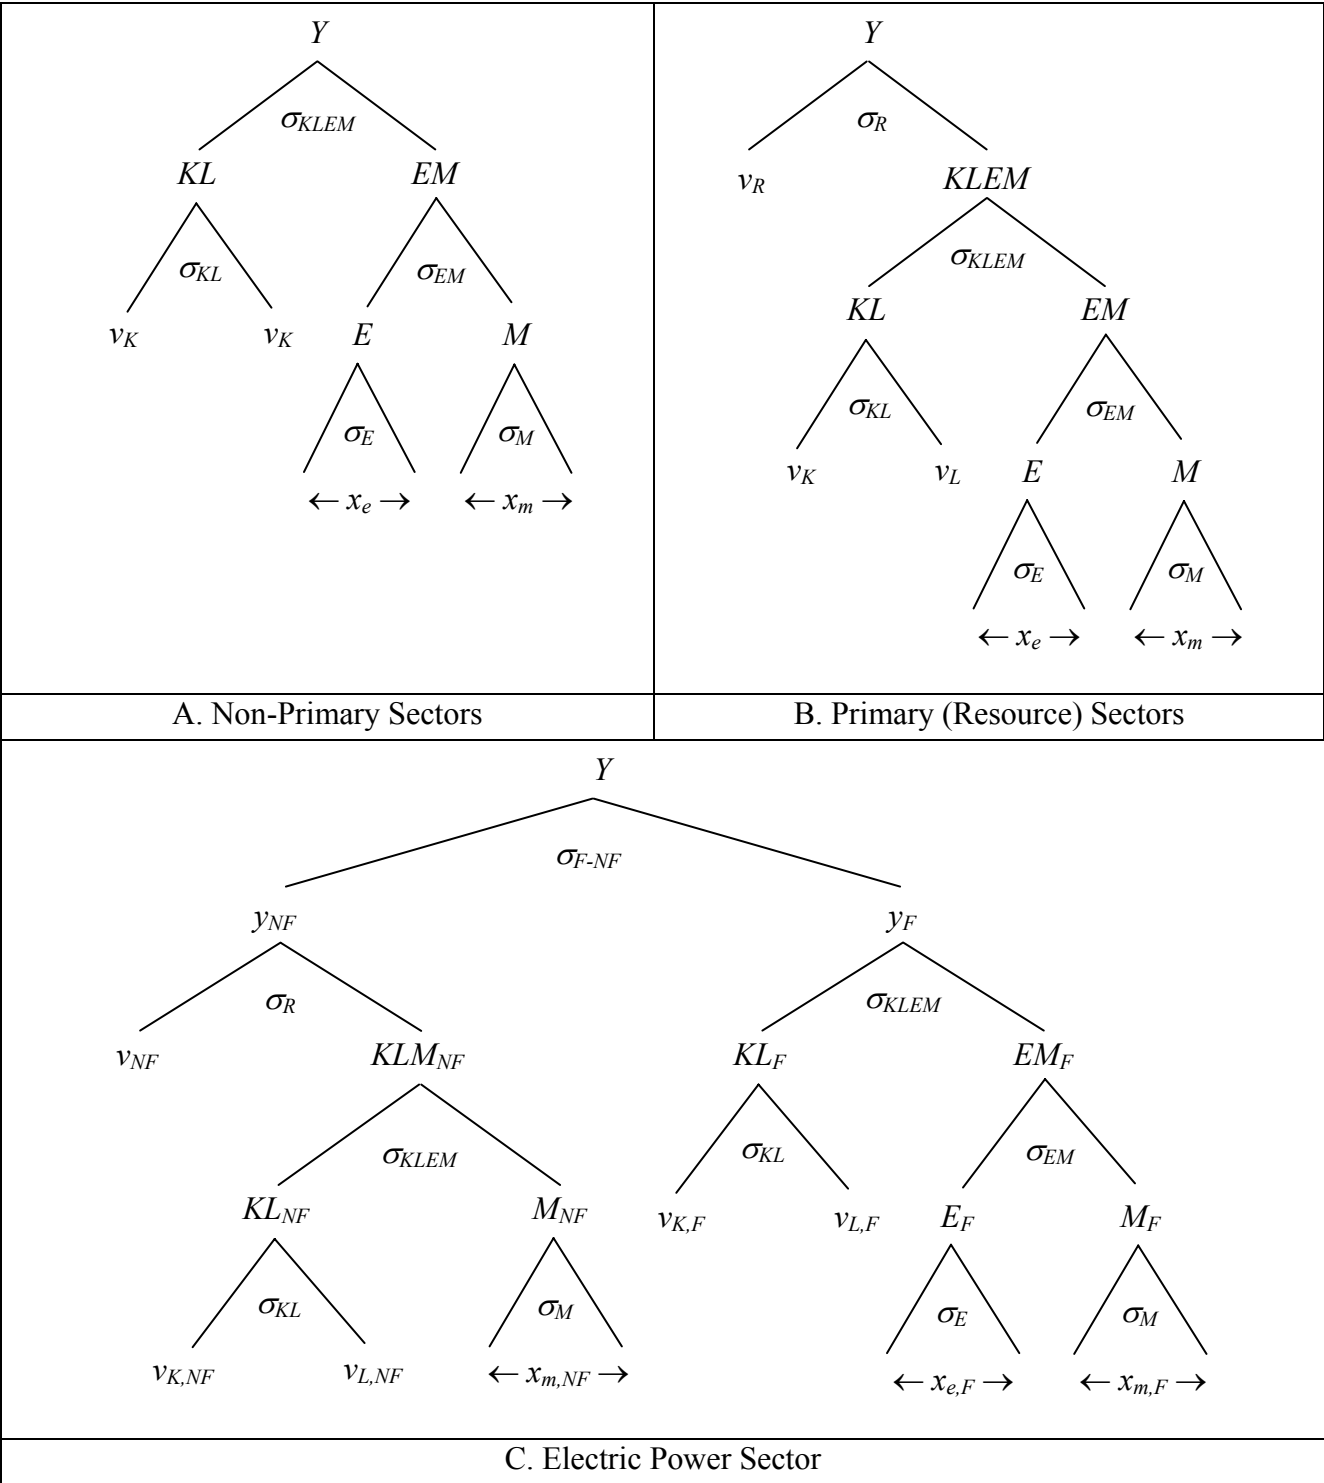 Y
σKLEM
KL EM
σKL σEM
vK vK E M
σE σM
← xe → ← xm →
A. Non-Primary Sectors
Y
σR
vR KLEM
σKLEM
KL EM
σKL σEM
vK vL E M
σE σM
← xe → ← xm →
B. Primary (Resource) Sectors
Y
σF-NF
yNF yF
σR σKLEM
vNF KLMNF KLF EMF
σKLEM σKL σEM
KLNF MNF vK,F vL,F EF MF
σKL σM σE σM
vK,NF vL,NF ← xm,NF → ← xe,F → ← xm,F →
C. Electric Power Sector